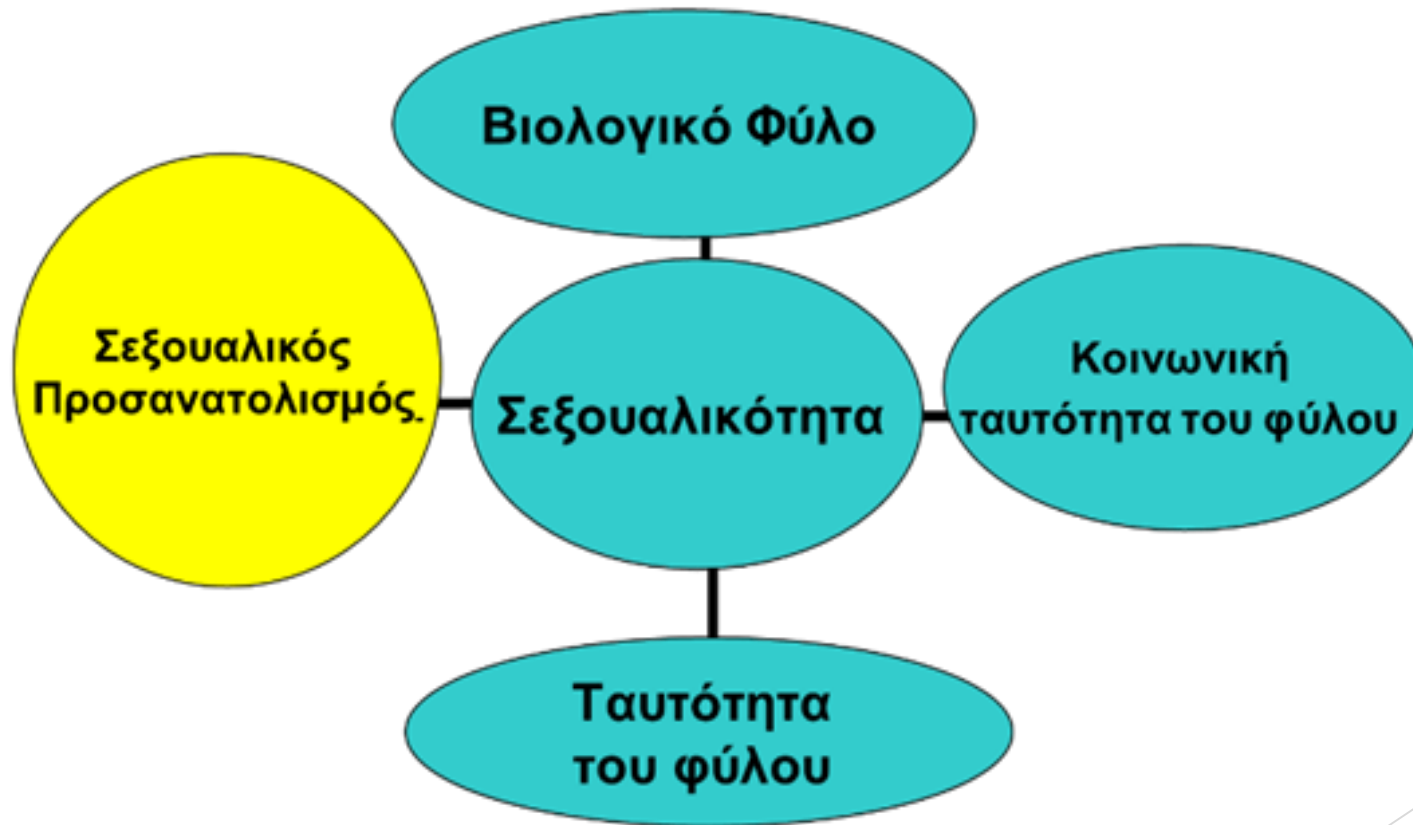 Βιολογικό Φύλο
Σεξουαλικός
Προσανατολισμός
Σεξουαλικότητα
Κοινωνική
ταυτότητα του φύλου
Ταυτότητα
του φύλου